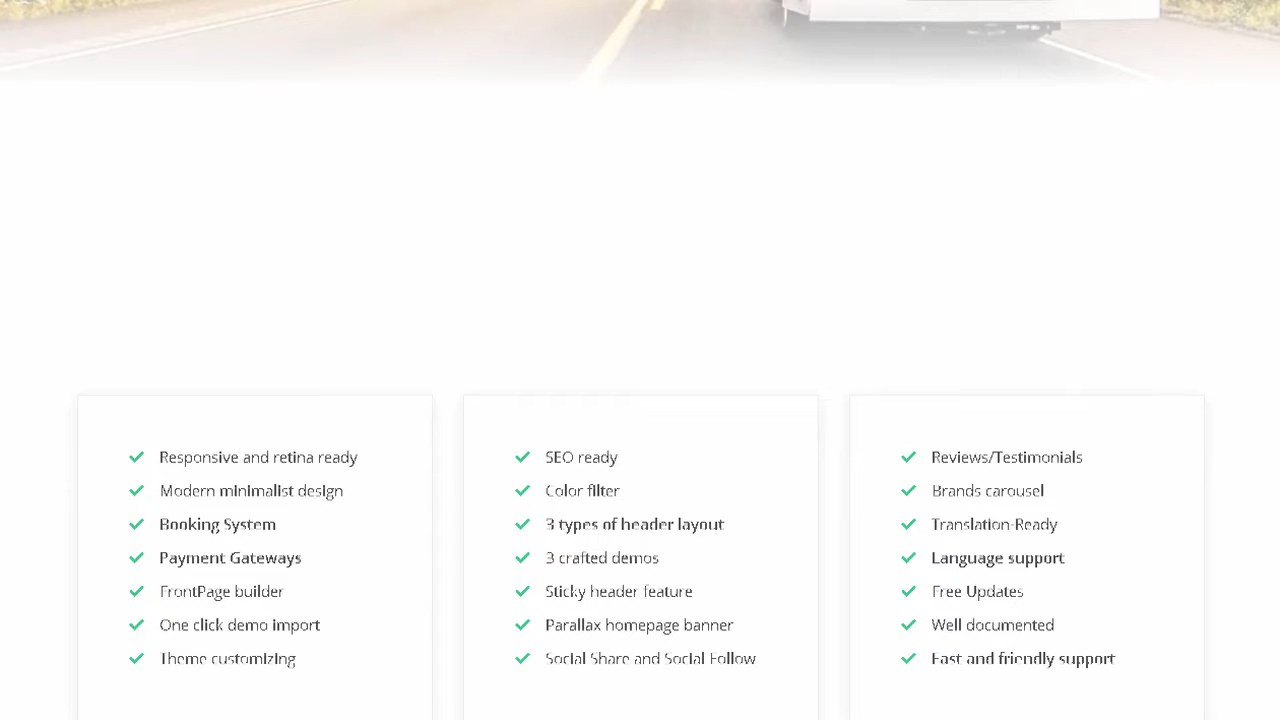 Responsive and retina ready
Modern minimalist design
Booking System
Payment Gateways
FrontPage builder
One click demo import
Theme customizing
SEO ready
Color filter
3 types of header layout
3 crafted demos
Sticky header feature
Parallax homepage banner
Social Share and Social Follow
Reviews/Testimonials
Brands carousel
Translation-Ready
Language support
Free Updates
Well documented
Fast and friendly support